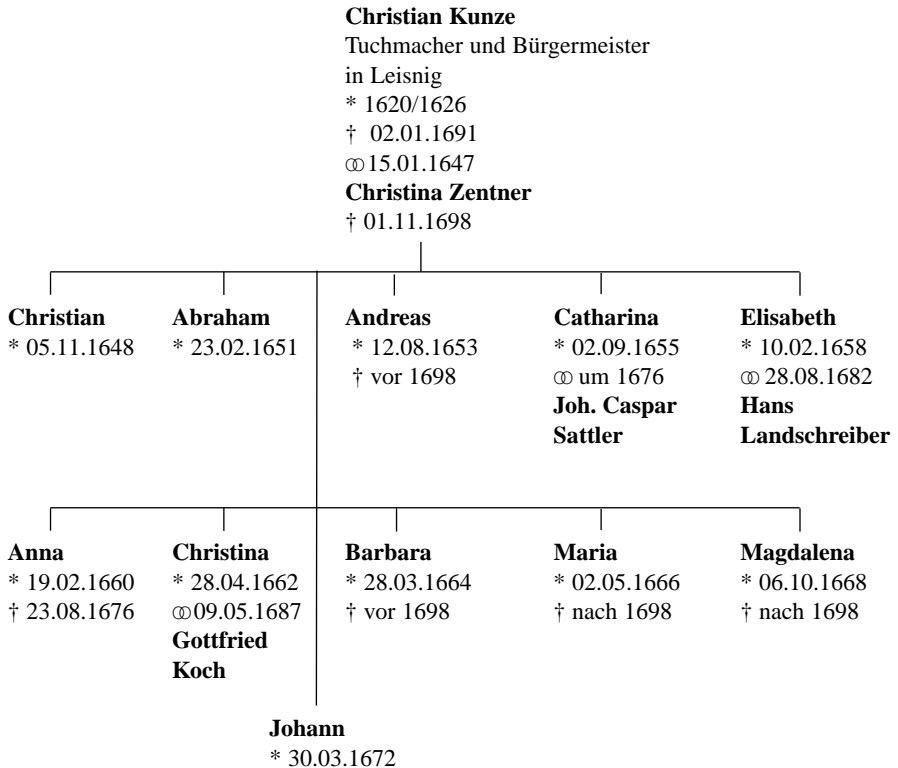 Christian Kunze
Tuchmacher und Bürgermeister
in Leisnig
* 1620/1626
† 02.01.1691
⚭ 15.01.1647
Christina Zentner
† 01.11.1698
Christian
* 05.11.1648
Abraham
* 23.02.1651
Andreas
* 12.08.1653
† vor 1698
Catharina
* 02.09.1655
⚭ um 1676
Joh. Caspar
Sattler
Elisabeth
* 10.02.1658
⚭ 28.08.1682
Hans
Landschreiber
Anna
* 19.02.1660
† 23.08.1676
Christina
* 28.04.1662
⚭ 09.05.1687
Gottfried
Koch
Barbara
* 28.03.1664
† vor 1698
Maria
* 02.05.1666
† nach 1698
Magdalena
* 06.10.1668
† nach 1698
Johann
* 30.03.1672